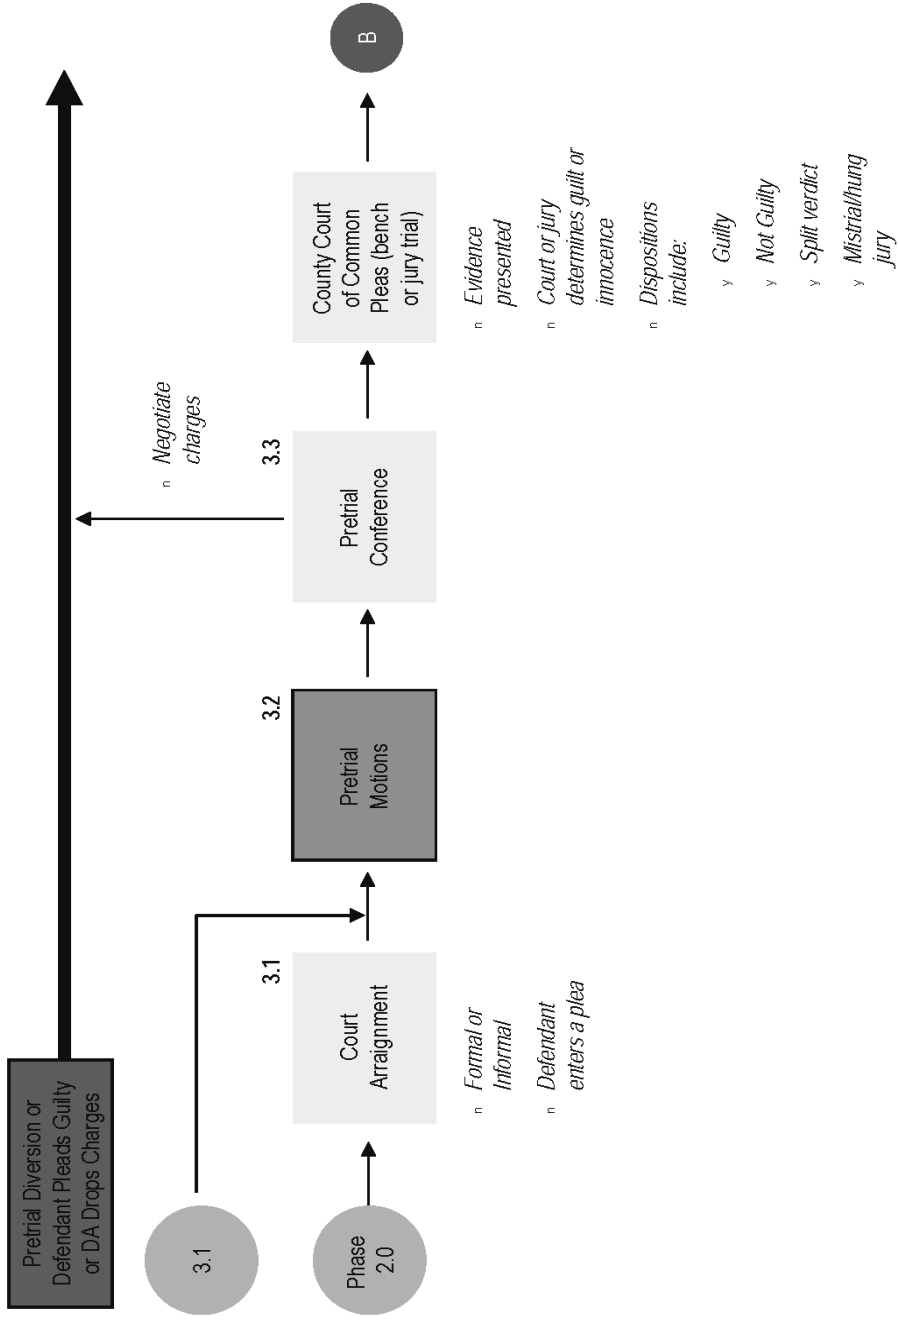 Pretrial Diversion or
Defendant Pleads Guilty
or DA Drops Charges
3.1
Phase
2.0
3.1
Court
Arraignment
n Formal or
Informal
n Defendant
enters a plea
3.2
Pretrial
Motions
3.3
Pretrial
Conference
n Negotiate
charges
County Court
of Common
Pleas (bench
or jury trial)
n Evidence
presented
n Court or jury
determines guilt or
innocence
n Dispositions
include:
y Guilty
y Not Guilty
y Split verdict
y Mistrial/hung
jury
B